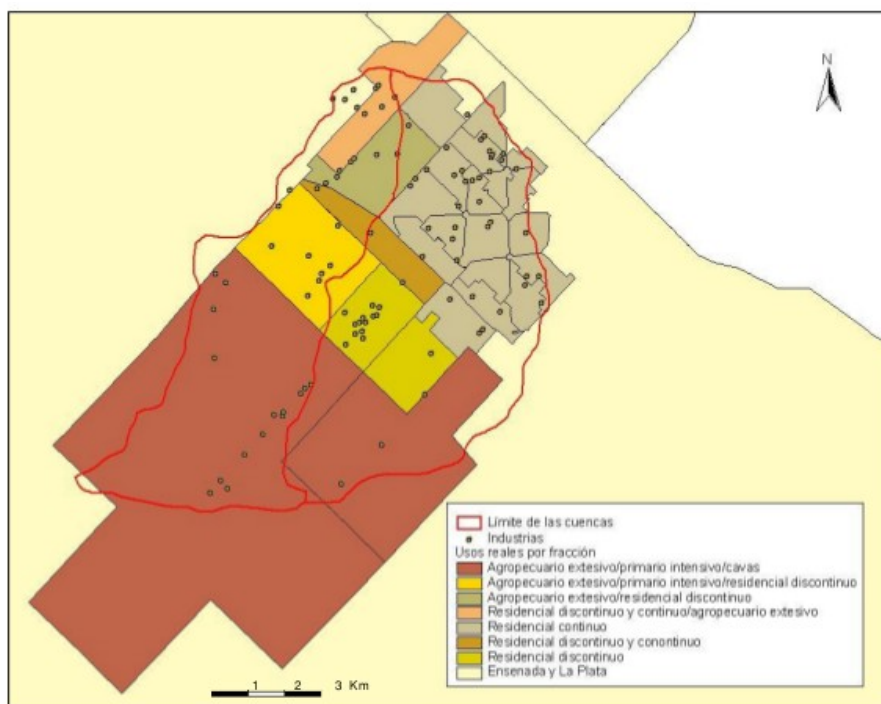 N
Límite de las cuencas
Industrias
Usos reales por fracción
Agropecuario extesivo/primario intensivo/cavas
Agropecuario extesivo/primario intensivo/residencial discontinuo
Agropecuario extesivo/residencial discontinuo
Residencial discontinuo y continuo/agropecuario extesivo
Residencial continuo
Residencial discontinuo y conontinuo
Residencial discontinuo
Ensenada y La Plata
1 2 3 Km